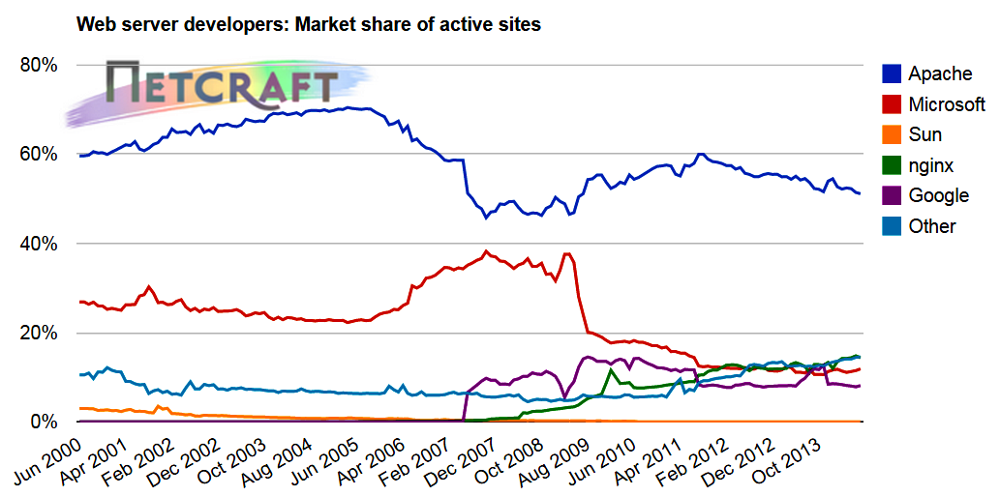 Web server developers: Market share of active sites
NETCRAFT
80%
60%
40%
20%
0%
Apache
Microsoft
Sun
nginx
Google
Other
Jun 2000
Apr 2001
Feb 2002
Dec 2002
Oct 2003
Aug 2004
Jun 2005
Apr 2006
Feb 2007
Dec 2007
Oct 2008
Aug 2009
Jun 2010
Apr 2011
Feb 2012
Dec 2012
Oct 2013